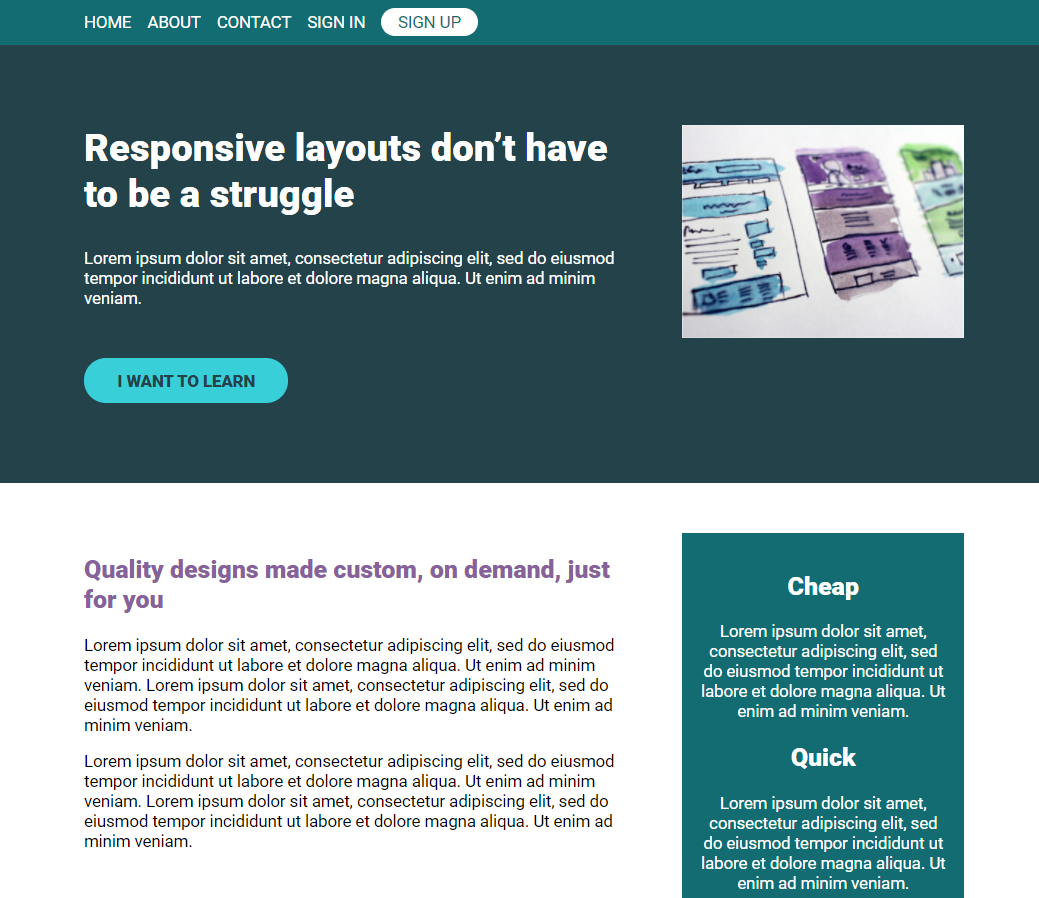 HOME ABOUT CONTACT SIGN IN SIGN UP
Responsive layouts don’t have
to be a struggle
Lorem ipsum dolor sit amet, consectetur adipiscing elit, sed do eiusmod
tempor incididunt ut labore et dolore magna aliqua. Ut enim ad minim
veniam.
I WANT TO LEARN
Quality designs made custom, on demand, just
for you
Lorem ipsum dolor sit amet, consectetur adipiscing elit, sed do eiusmod
tempor incididunt ut labore et dolore magna aliqua. Ut enim ad minim
veniam. Lorem ipsum dolor sit amet, consectetur adipiscing elit, sed do
eiusmod tempor incididunt ut labore et dolore magna aliqua. Ut enim ad
minim veniam.
Lorem ipsum dolor sit amet, consectetur adipiscing elit, sed do eiusmod
tempor incididunt ut labore et dolore magna aliqua. Ut enim ad minim
veniam. Lorem ipsum dolor sit amet, consectetur adipiscing elit, sed do
eiusmod tempor incididunt ut labore et dolore magna aliqua. Ut enim ad
minim veniam.
Cheap
Lorem ipsum dolor sit amet,
consectetur adipiscing elit, sed
do eiusmod tempor incididunt ut
labore et dolore magna aliqua. Ut
enim ad minim veniam.
Quick
Lorem ipsum dolor sit amet,
consectetur adipiscing elit, sed
do eiusmod tempor incididunt ut
labore et dolore magna aliqua. Ut
enim ad minim veniam.